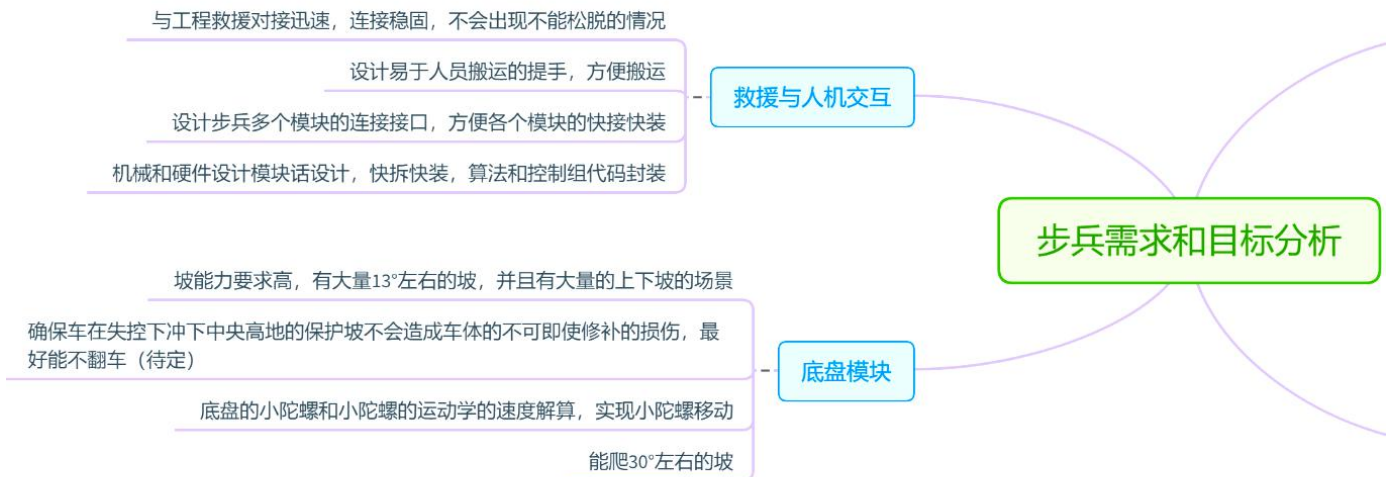 与工程救援对接迅速，连接稳固，不会出现不能松脱的情况
设计易于人员搬运的提手，方便搬运
救援与人机交互
设计步兵多个模块的连接接口，方便各个模块的快接快装
机械和硬件设计模块话设计，快拆快装，算法和控制组代码封装
步兵需求和目标分析
坡能力要求高，有大量13°左右的坡，并且有大量的上下坡的场景
确保车在失控下冲下中央高地的保护坡不会造成车体的不可即使修补的损伤，最
好能不翻车（待定）
底盘模块
底盘的小陀螺和小陀螺的运动学的速度解算，实现小陀螺移动
能爬30°左右的坡